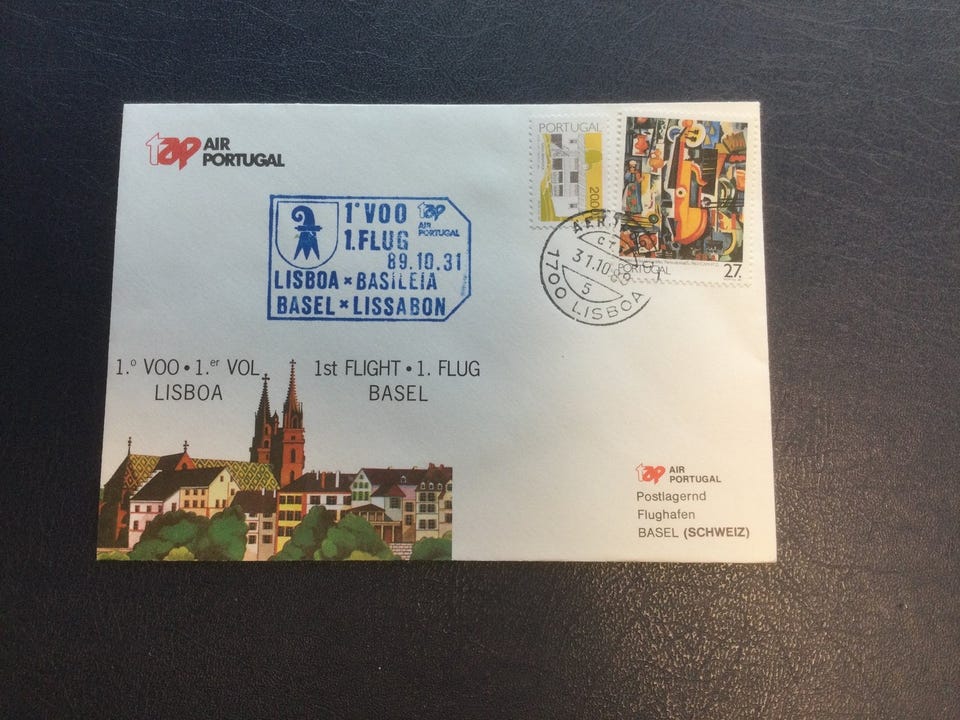 tap AIR PORTUGAL
PORTUGAL
200
PORTUGAL
27.
1º VOO tap AIR PORTUGAL
1.FLUG
89.10.31
LISBOA × BASILEIA
BASEL × LISSABON
31.10.89
5
1700 LISBOA
1.º VOO • 1.er VOL 1st FLIGHT • 1. FLUG
LISBOA BASEL
tap AIR PORTUGAL
Postlagernd
Flughafen
BASEL (SCHWEIZ)